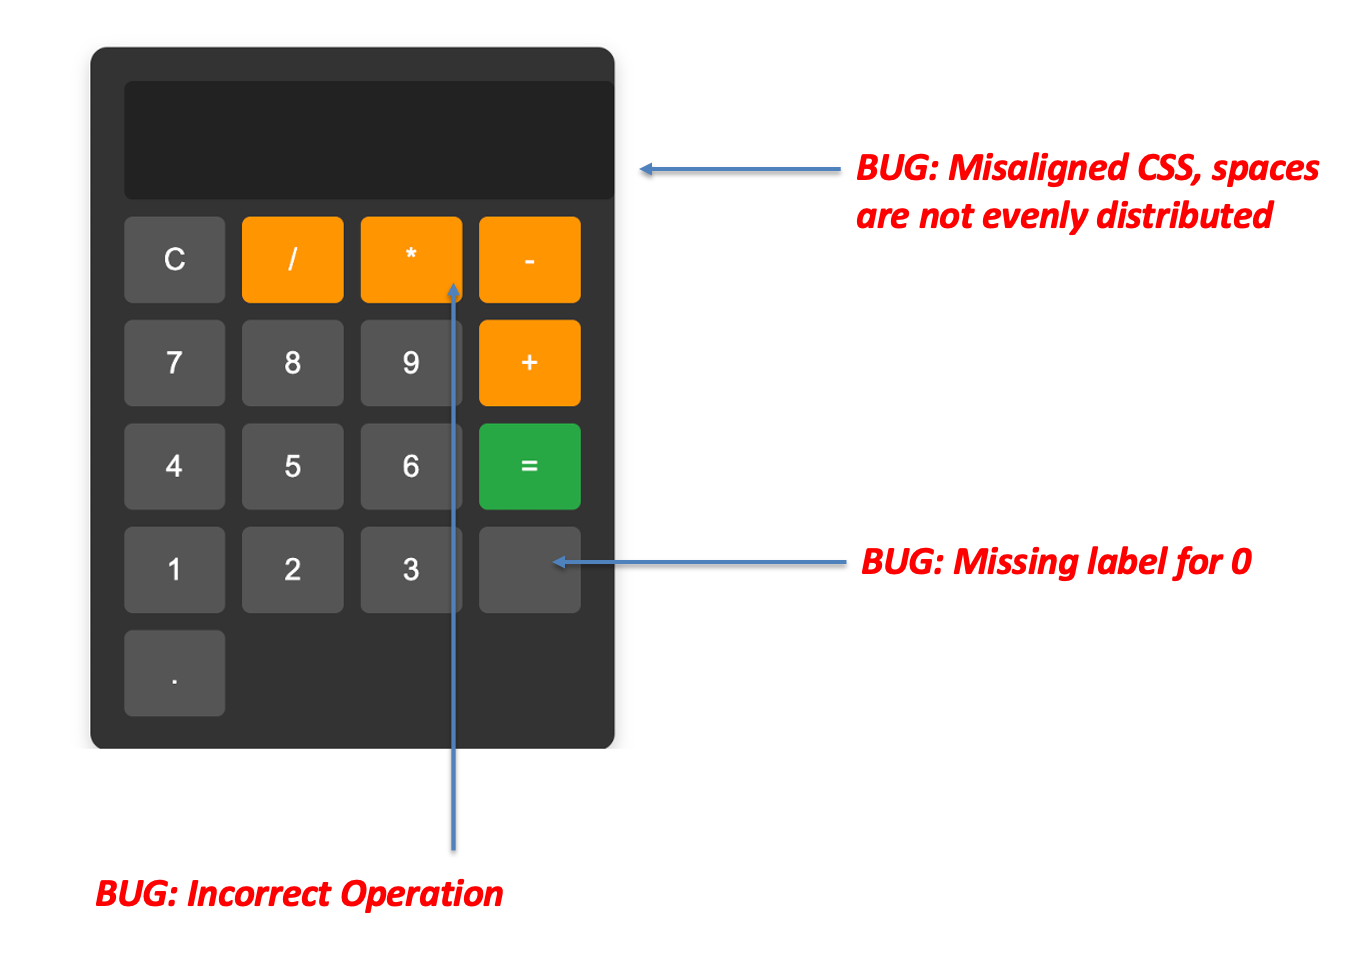 BUG: Misaligned CSS, spaces
are not evenly distributed
C / * -
7 8 9 +
4 5 6 =
1 2 3
BUG: Missing label for 0
.
BUG: Incorrect Operation